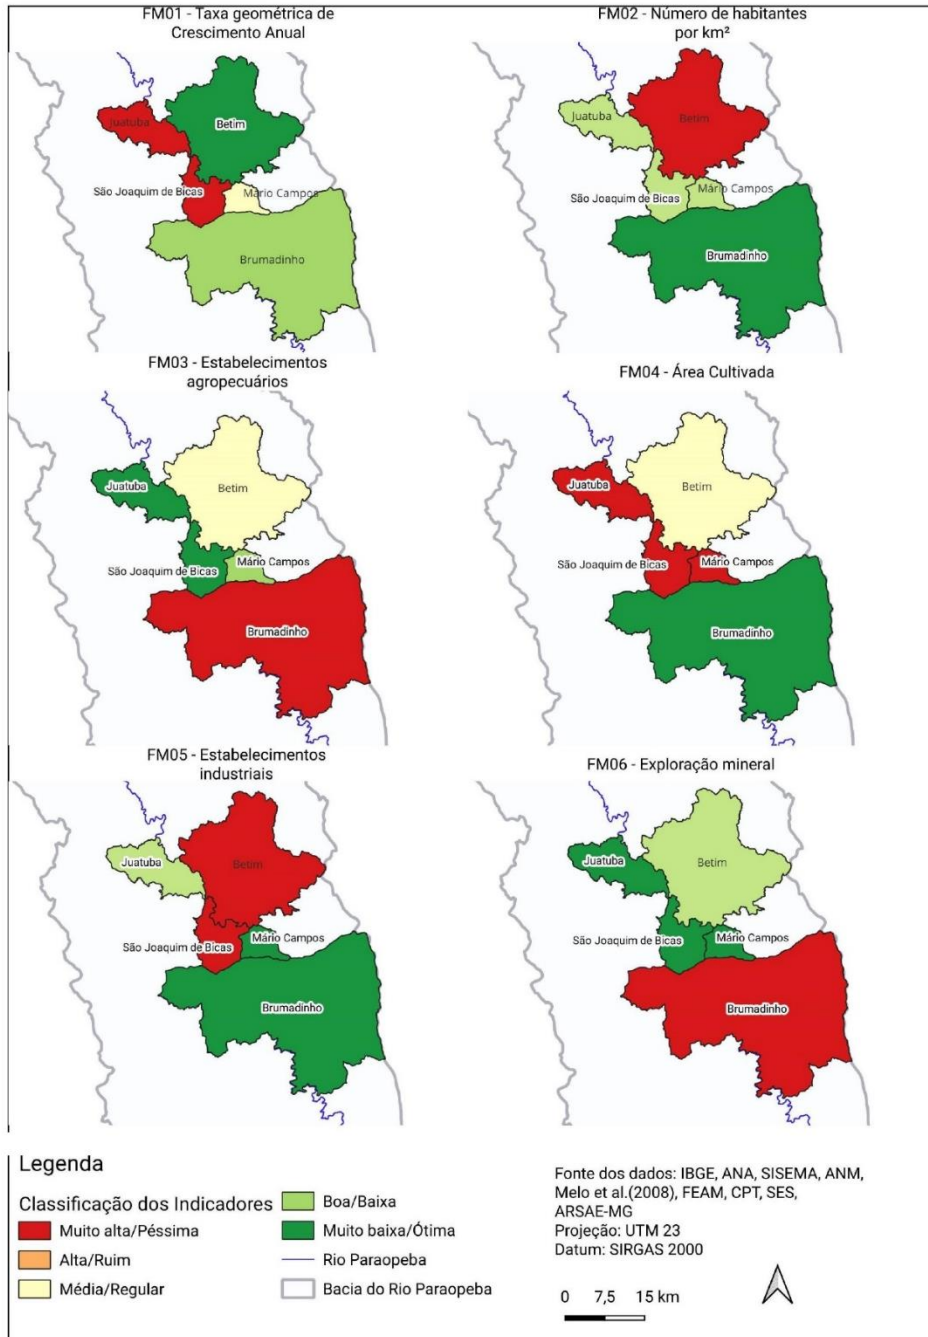 FM01 - Taxa geométrica de
Crescimento Anual
Juatuba
Betim
São Joaquim de Bicas
Mário Campos
Brumadinho
FM02 - Número de habitantes
por km²
Juatuba
Betim
São Joaquim de Bicas
Mário Campos
Brumadinho
FM03 - Estabelecimentos
agropecuários
Juatuba
Betim
São Joaquim de Bicas
Mário Campos
Brumadinho
FM04 - Área Cultivada
Juatuba
Betim
São Joaquim de Bicas
Mário Campos
Brumadinho
FM05 - Estabelecimentos
industriais
Juatuba
Betim
São Joaquim de Bicas
Mário Campos
Brumadinho
FM06 - Exploração mineral
Juatuba
Betim
São Joaquim de Bicas
Mário Campos
Brumadinho
Legenda
Classificação dos Indicadores
Muito alta/Péssima
Alta/Ruim
Média/Regular
Boa/Baixa
Muito baixa/Ótima
Rio Paraopeba
Bacia do Rio Paraopeba
Fonte dos dados: IBGE, ANA, SISEMA, ANM,
Melo et al.(2008), FEAM, CPT, SES,
ARSAE-MG
Projeção: UTM 23
Datum: SIRGAS 2000
0 7,5 15 km